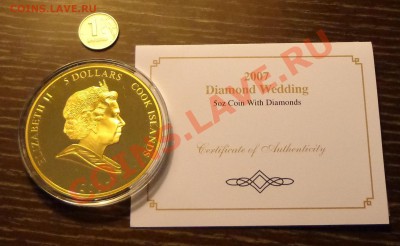 COINS.LAVE.RU
ELIZABETH II 5 DOLLARS COOK ISLANDS
2007
Diamond Wedding
5oz Coin With Diamonds
Certificate of Authenticity
COINS.LAVE.RU